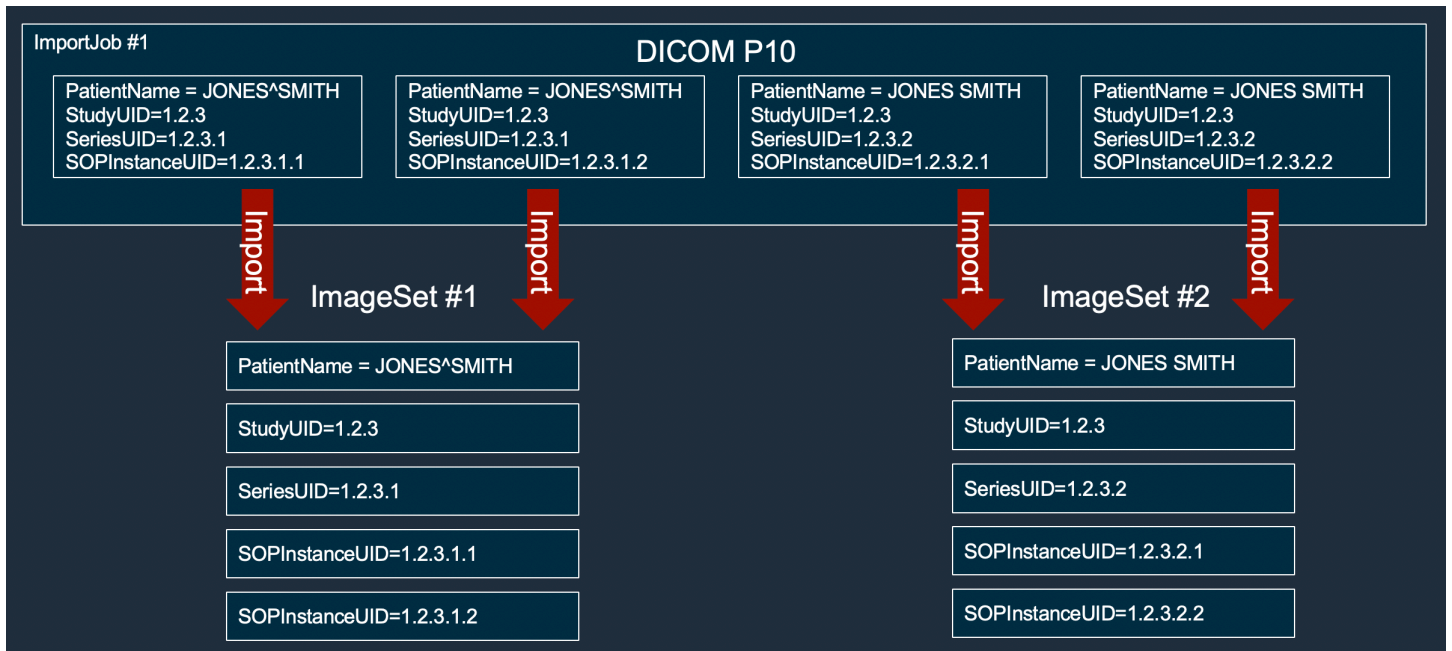 ImportJob #1
DICOM P10
PatientName = JONES^SMITH
StudyUID=1.2.3
SeriesUID=1.2.3.1
SOPInstanceUID=1.2.3.1.1
PatientName = JONES^SMITH
StudyUID=1.2.3
SeriesUID=1.2.3.1
SOPInstanceUID=1.2.3.1.2
PatientName = JONES SMITH
StudyUID=1.2.3
SeriesUID=1.2.3.2
SOPInstanceUID=1.2.3.2.1
PatientName = JONES SMITH
StudyUID=1.2.3
SeriesUID=1.2.3.2
SOPInstanceUID=1.2.3.2.2
Import
Import
Import
Import
ImageSet #1
PatientName = JONES^SMITH
StudyUID=1.2.3
SeriesUID=1.2.3.1
SOPInstanceUID=1.2.3.1.1
SOPInstanceUID=1.2.3.1.2
ImageSet #2
PatientName = JONES SMITH
StudyUID=1.2.3
SeriesUID=1.2.3.2
SOPInstanceUID=1.2.3.2.1
SOPInstanceUID=1.2.3.2.2